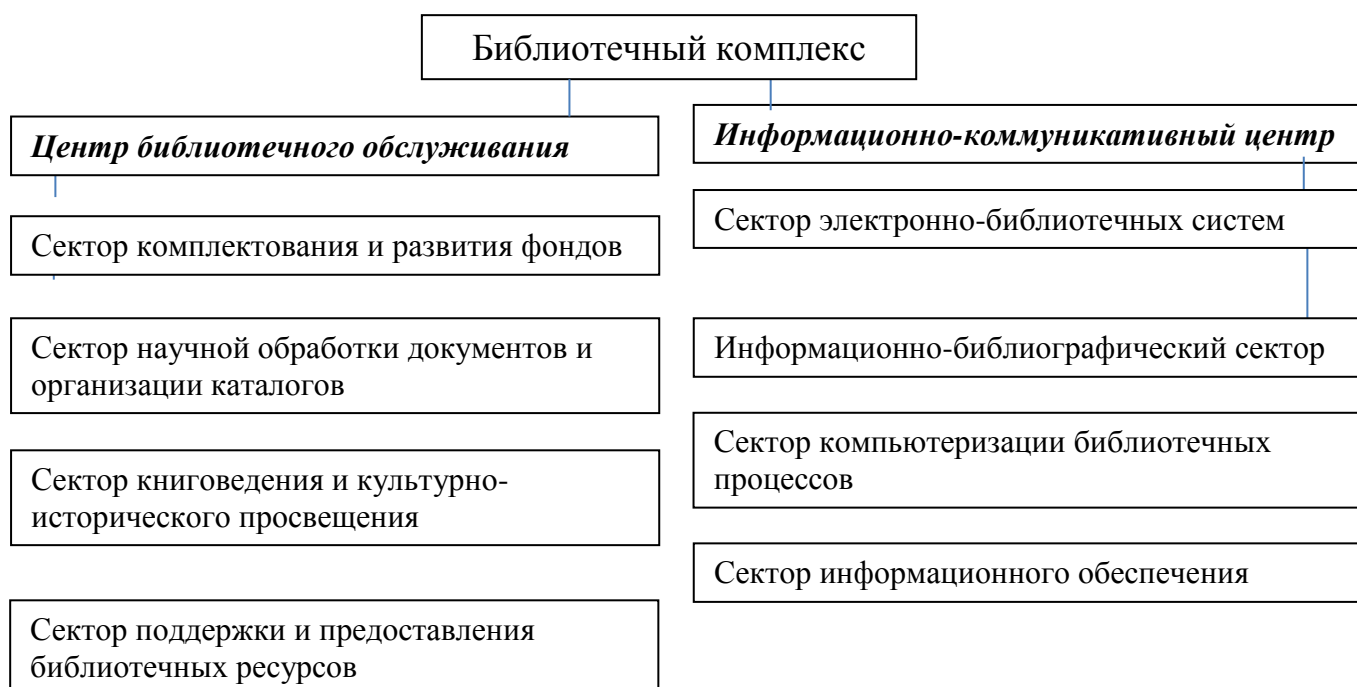 Библиотечный комплекс
Центр библиотечного обслуживания
Сектор комплектования и развития фондов
Сектор научной обработки документов и
организации каталогов
Сектор книговедения и культурно-
исторического просвещения
Сектор поддержки и предоставления
библиотечных ресурсов
Информационно-коммуникативный центр
Сектор электронно-библиотечных систем
Информационно-библиографический сектор
Сектор компьютеризации библиотечных
процессов
Сектор информационного обеспечения